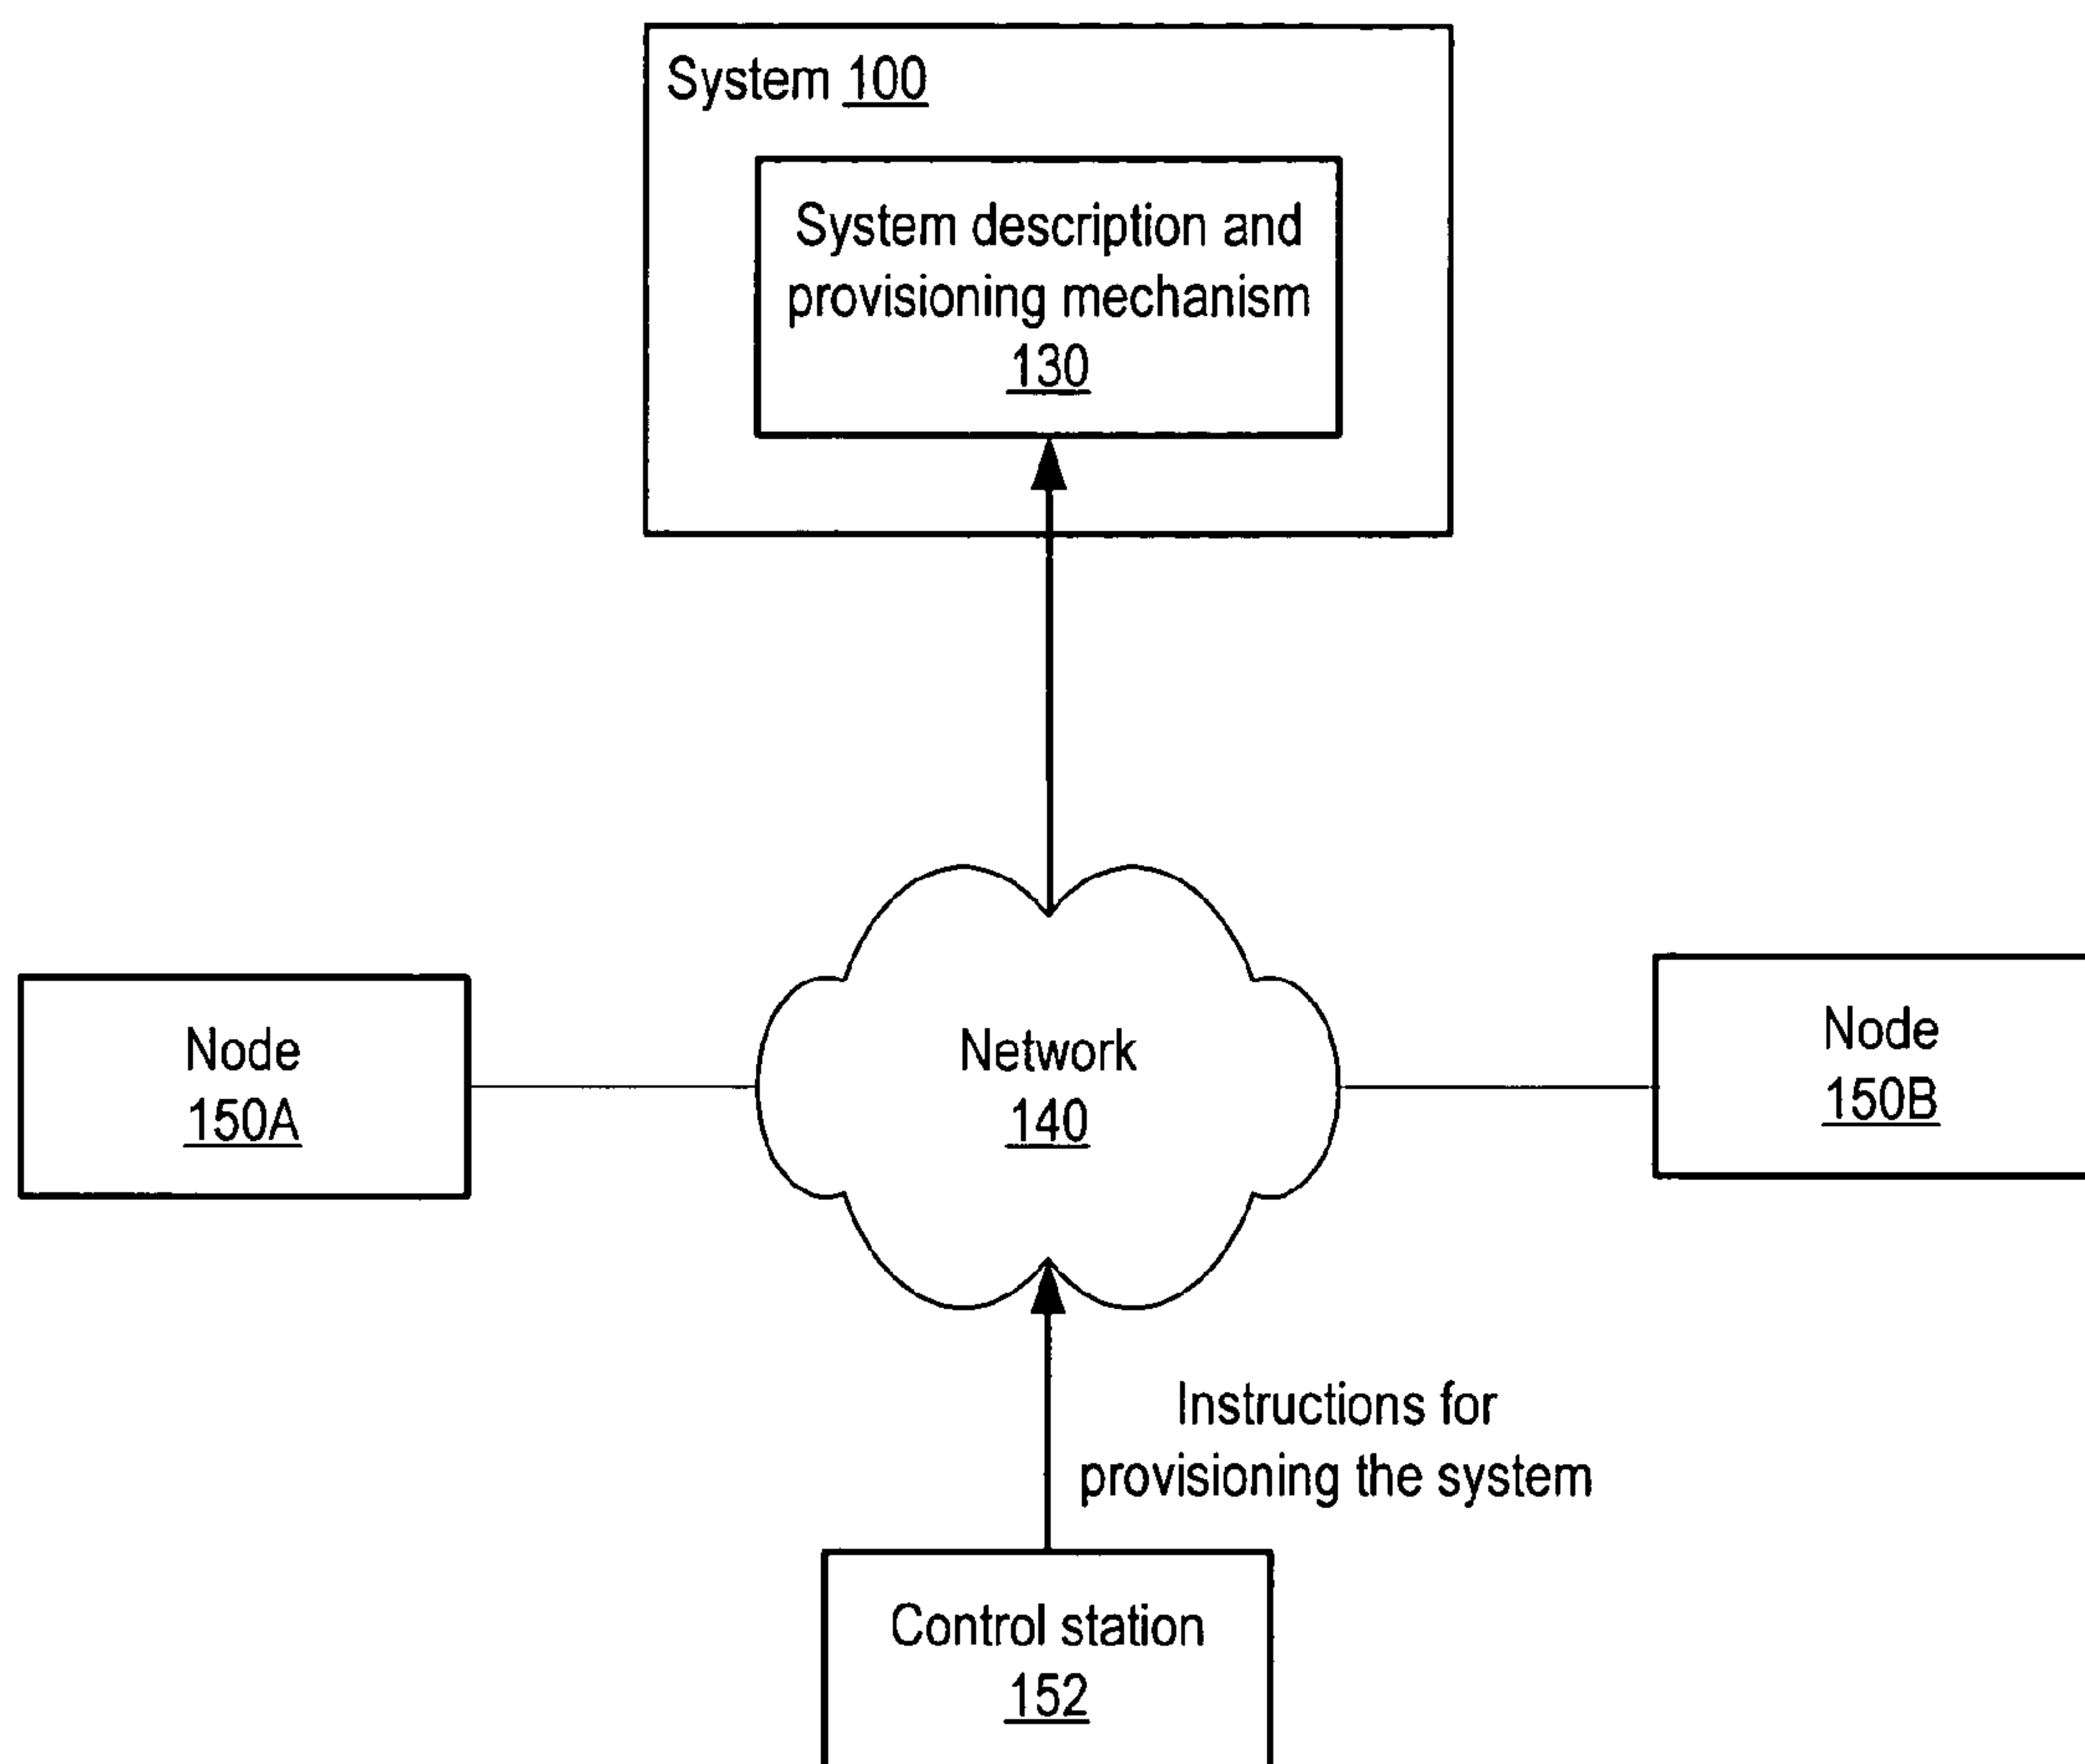 System 100
System description and
provisioning mechanism
130
Node
150A
Network
140
Node
150B
Instructions for
provisioning the system
Control station
152